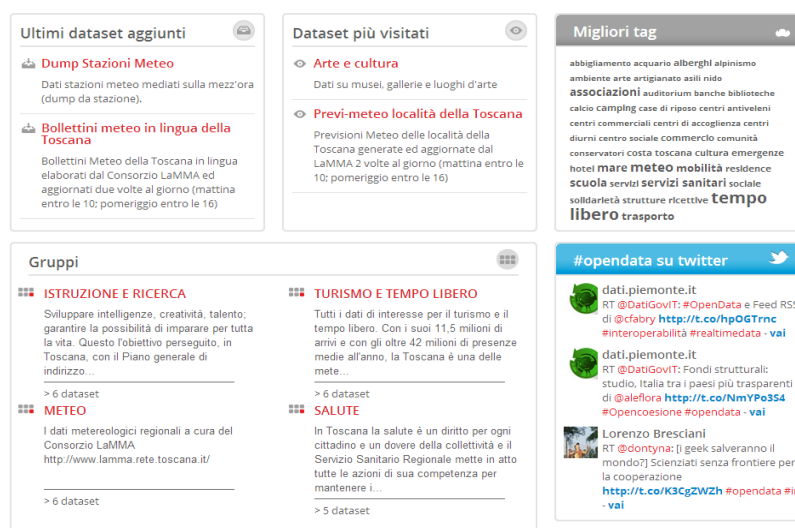 Ultimi dataset aggiunti
Dump Stazioni Meteo
Dati stazioni meteo mediati sulla mezz'ora
(dump da stazione).
Bollettini meteo in lingua della
Toscana
Bollettini Meteo della Toscana in lingua
elaborati dal Consorzio LaMMA ed
aggiornati due volte al giorno (mattina
entro le 10; pomeriggio entro le 16)
Dataset più visitati
Arte e cultura
Dati su musei, gallerie e luoghi d'arte
Previ-meteo località della Toscana
Previsioni Meteo delle località della
Toscana generate ed aggiornate dal
LaMMA 2 volte al giorno (mattina entro le
10; pomeriggio entro le 16)
Migliori tag
abbigliamento acquario alberghi alpinismo
ambiente arte artigianato asili nido
associazioni auditorium banche biblioteche
calcio camping case di riposo centri antiveleni
centri commerciali centri di accoglienza centri
diurni centro sociale commercio comunità
conservatori costa toscana cultura emergenze
hotel mare meteo mobilità residence
scuola servizi servizi sanitari sociale
solidarietà strutture ricettive tempo
libero trasporto
Gruppi
ISTRUZIONE E RICERCA
Sviluppare intelligenze, creatività, talento;
garantire la possibilità di imparare per tutta
la vita. Questo l'obiettivo perseguito, in
Toscana, con il Piano generale di
indirizzo...
> 6 dataset
METEO
I dati metereologici regionali a cura del
Consorzio LaMMA
http://www.lamma.rete.toscana.it/
> 6 dataset
TURISMO E TEMPO LIBERO
Tutti i dati di interesse per il turismo e il
tempo libero. Con i suoi 11,5 milioni di
arrivi e con gli oltre 42 milioni di presenze
medie all'anno, la Toscana è una delle
mete...
> 6 dataset
SALUTE
In Toscana la salute è un diritto per ogni
cittadino e un dovere della collettività e il
Servizio Sanitario Regionale mette in atto
tutte le azioni di sua competenza per
mantenere i...
> 5 dataset
#opendata su twitter
dati.piemonte.it
RT @DatiGovIT: #OpenData e Feed RSS
di @cfabry http://t.co/hpOGTrnc
#interoperabilità #realtimedata - vai
dati.piemonte.it
RT @DatiGovIT: Fondi strutturali:
studio, Italia tra i paesi più trasparenti
di @aleflora http://t.co/NmYPo3S4
#Opencoesione #opendata - vai
Lorenzo Bresciani
RT @dontyna: [i geek salveranno il
mondo?] Scienziati senza frontiere per
la cooperazione
http://t.co/K3CgZWZh #opendata
- vai